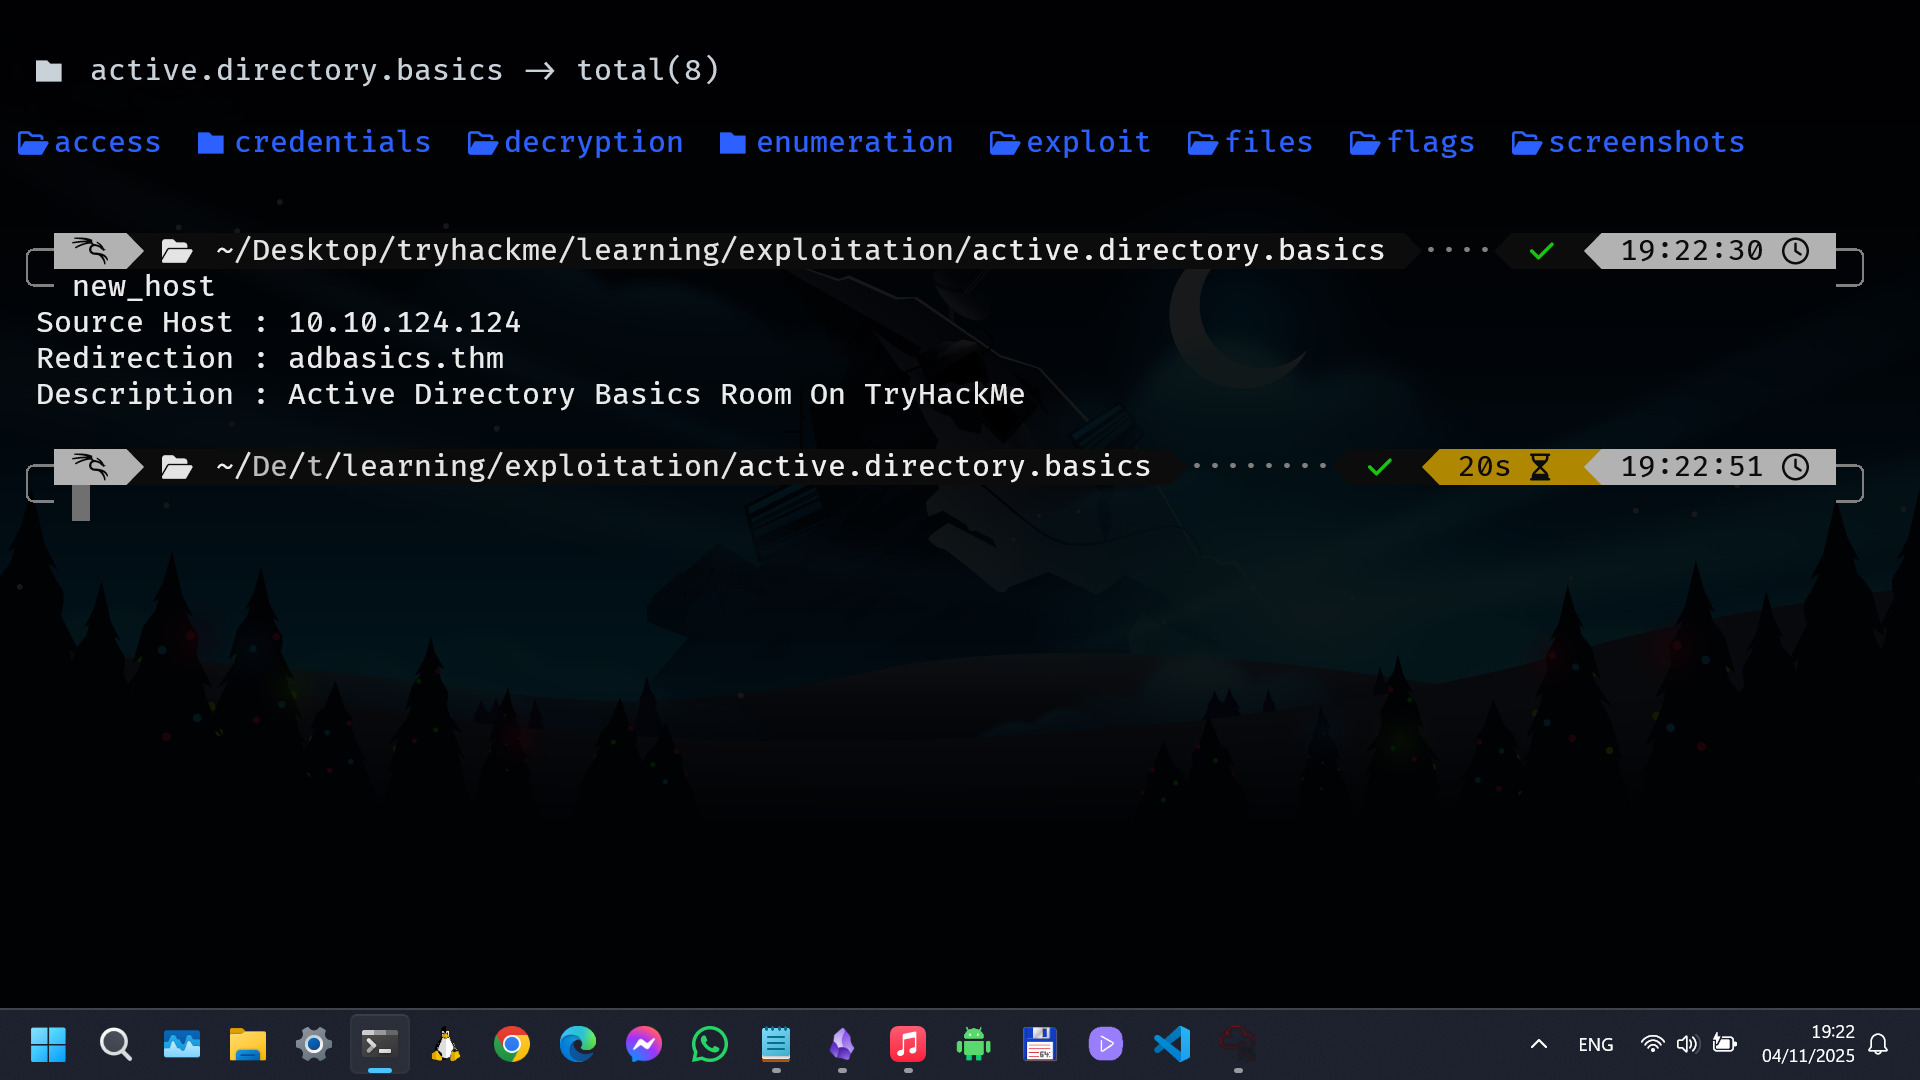 active.directory.basics → total(8)
access credentials decryption enumeration exploit files flags screenshots
~/Desktop/tryhackme/learning/exploitation/active.directory.basics ···· ✓ 19:22:30
new_host
Source Host : 10.10.124.124
Redirection : adbasics.thm
Description : Active Directory Basics Room On TryHackMe
~/De/t/learning/exploitation/active.directory.basics ········ ✓ 20s 19:22:51
ENG
19:22
04/11/2025